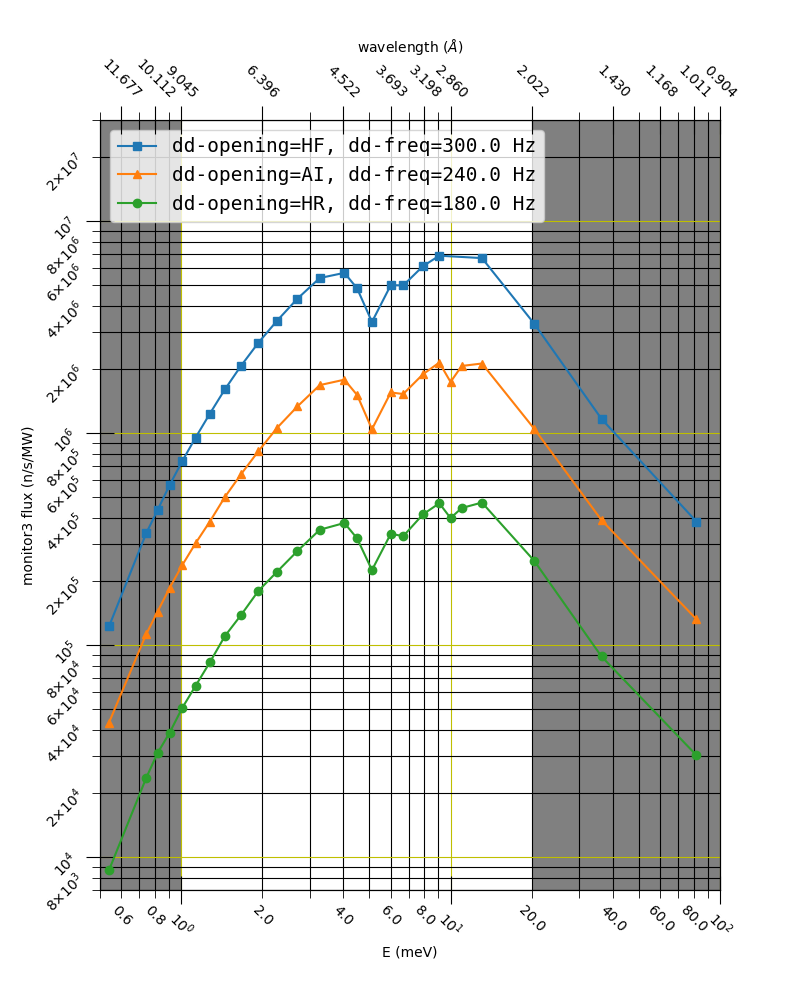 wavelength (Å)
11.677 10.112 9.045 6.396 4.522 3.693 3.198 2.860 2.022 1.430 1.168 1.011 0.904
dd-opening=HF, dd-freq=300.0 Hz
dd-opening=AI, dd-freq=240.0 Hz
dd-opening=HR, dd-freq=180.0 Hz
2×10⁷
10⁷
8×10⁶
6×10⁶
4×10⁶
2×10⁶
10⁶
8×10⁵
6×10⁵
4×10⁵
2×10⁵
10⁵
8×10⁴
6×10⁴
4×10⁴
2×10⁴
10⁴
8×10³
monitor3 flux (n/s/MW)
0.6 0.8 10⁰ 2.0 4.0 6.0 8.0 10¹ 20.0 40.0 60.0 80.0 10²
E (meV)